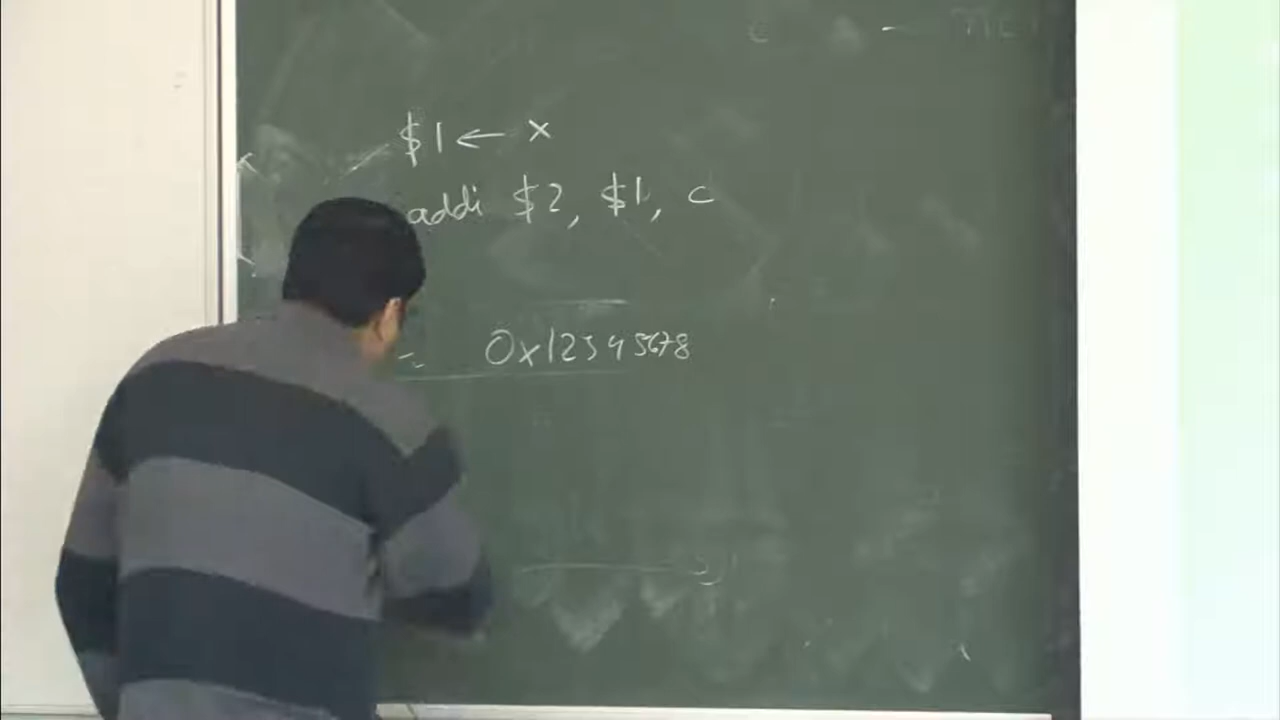 $1 ← x
addi $2, $1, c
= 0x12345678